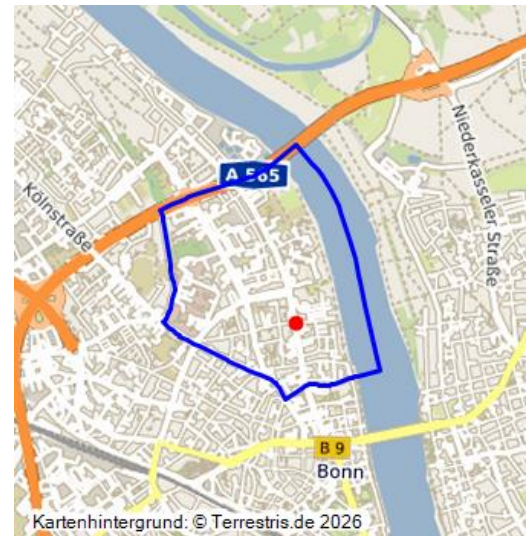 A 565
Niederkasseler Straße
Kölnstraße
B 9
Bonn
Kartenhintergrund: © Terrestris.de 2026